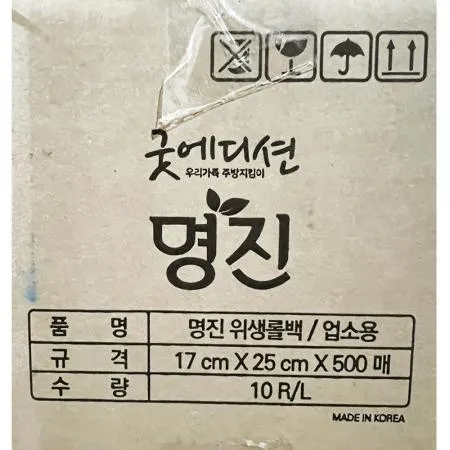 굿에디션
우리가족 주방지킴이
명진
품 명 명진 위생롤백 / 업소용
규 격 17 cm X 25 cm X 500 매
수 량 10 R/L
MADE IN KOREA